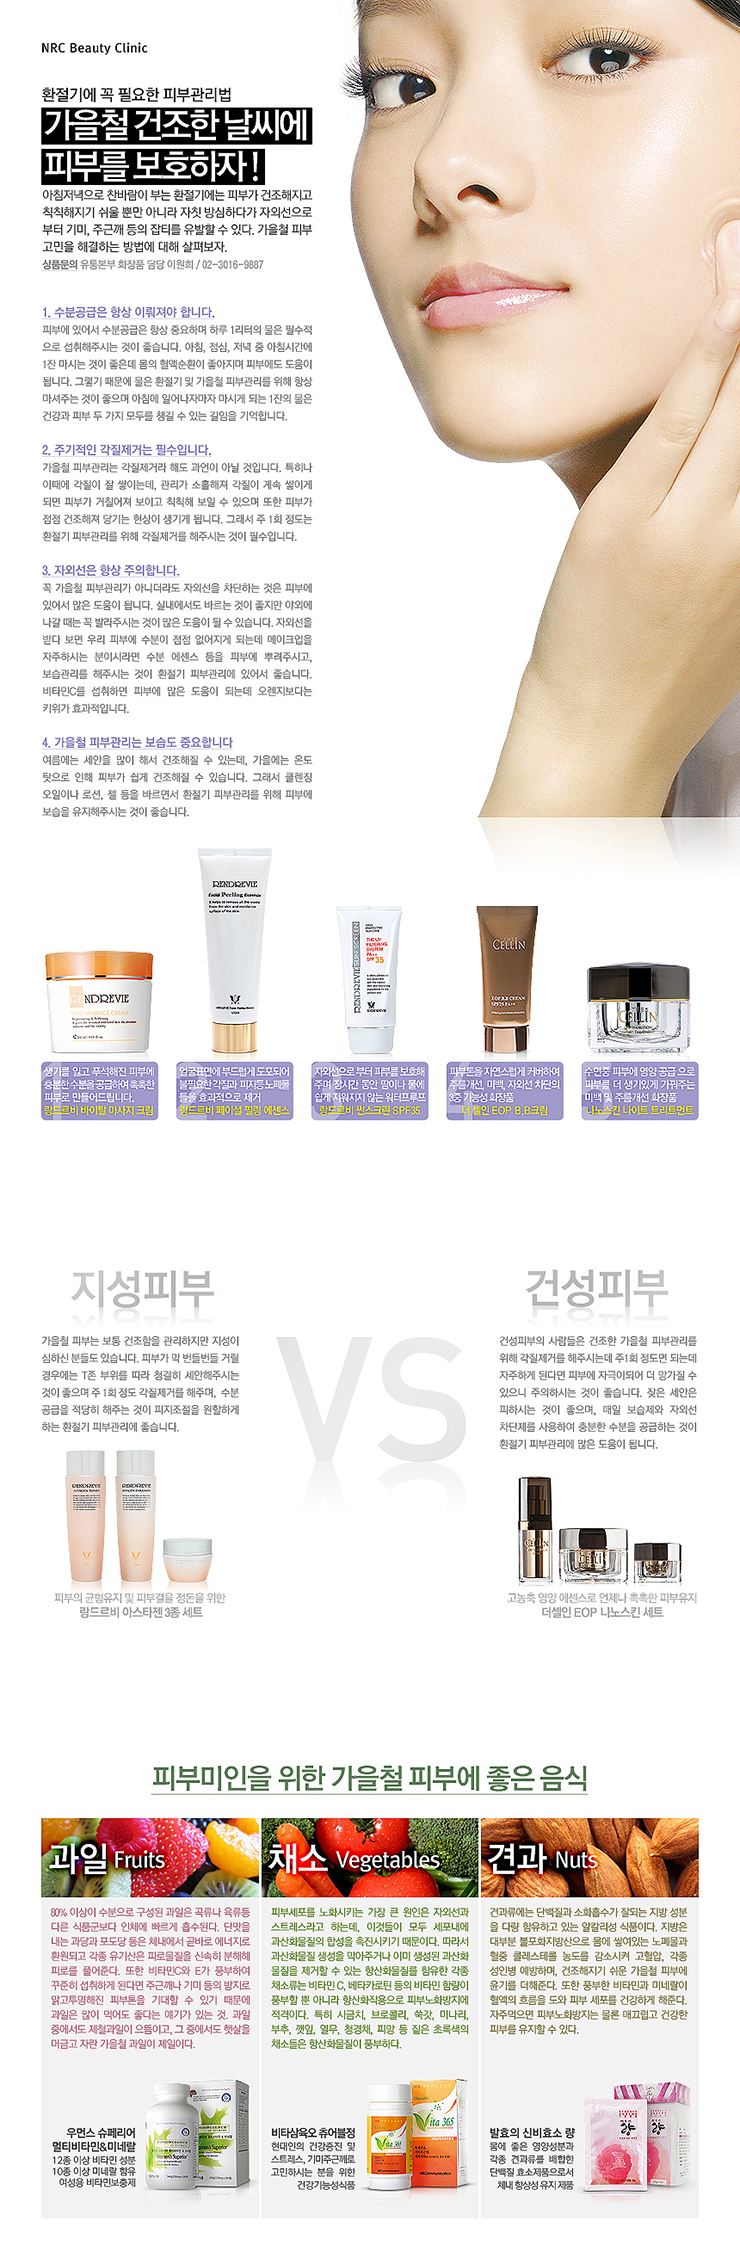 NRC Beauty Clinic
환절기에 꼭 필요한 피부관리법
가을철 건조한 날씨에
피부를 보호하자!
아침저녁으로 찬바람이 부는 환절기에는 피부가 건조해지고
칙칙해지기 쉬울 뿐만 아니라 자칫 방심하다가 자외선으로
부터 기미, 주근깨 등의 잡티를 유발할 수 있다. 가을철 피부
고민을 해결하는 방법에 대해 살펴보자.
상품문의 유통본부 화장품 담당 이원희 / 02-3016-9887
1. 수분공급은 항상 이뤄져야 합니다.
피부에 있어서 수분공급은 항상 중요하며 하루 1리터의 물은 필수적
으로 섭취해주시는 것이 좋습니다. 아침, 점심, 저녁 중 아침시간에
1잔 마시는 것이 좋은데 몸의 혈액순환이 좋아지며 피부에도 도움이
됩니다. 그렇기 때문에 물은 환절기 및 가을철 피부관리를 위해 항상
마셔주는 것이 좋으며 아침에 일어나자마자 마시게 되는 1잔의 물은
건강과 피부 두 가지 모두를 챙길 수 있는 길임을 기억합니다.
2. 주기적인 각질제거는 필수입니다.
가을철 피부관리는 각질제거라 해도 과언이 아닐 것입니다. 특히나
이때에 각질이 잘 쌓이는데, 관리가 소홀해져 각질이 계속 쌓이게
되면 피부가 거칠어져 보이고 칙칙해 보일 수 있으며 또한 피부가
점점 건조해져 당기는 현상이 생기게 됩니다. 그래서 주 1회 정도는
환절기 피부관리를 위해 각질제거를 해주시는 것이 필수입니다.
3. 자외선은 항상 주의합니다.
꼭 가을철 피부관리가 아니더라도 자외선을 차단하는 것은 피부에
있어서 많은 도움이 됩니다. 실내에서도 바르는 것이 좋지만 야외에
나갈 때는 꼭 발라주시는 것이 많은 도움이 될 수 있습니다. 자외선을
받다 보면 우리 피부에 수분이 점점 없어지게 되는데 메이크업을
자주하시는 분이시라면 수분 에센스 등을 피부에 뿌려주시고,
보습관리를 해주시는 것이 환절기 피부관리에 있어서 좋습니다.
비타민C를 섭취하면 피부에 많은 도움이 되는데 오렌지보다는
키위가 효과적입니다.
4. 가을철 피부관리는 보습도 중요합니다
여름에는 세안을 많이 해서 건조해질 수 있는데, 가을에는 온도
탓으로 인해 피부가 쉽게 건조해질 수 있습니다. 그래서 클렌징
오일이나 로션, 젤 등을 바르면서 환절기 피부관리를 위해 피부에
보습을 유지해주시는 것이 좋습니다.
RENDREVIE
VITAL MASSAGE CREAM
RENDREVIE
Facial Peeling Essence
SUN SCREEN
THE UV
FILTERING
SYSTEM
PA++
SPF 35
RENDREVIE
CELLIN
EOP B.B CREAM
SPF25 PA++
CELLIN
생기를 잃고 푸석해진 피부에
충분한 수분을 공급하여 촉촉한
피부로 만들어드립니다.
랑드르비 바이탈 마사지 크림
얼굴표면에 부드럽게 도포되어
불필요한 각질과 피지등 노폐물
등을 효과적으로 제거
랑드르비 페이셜 필링 에센스
자외선으로 부터 피부를 보호해
주며 장시간 동안 땀이나 물에
쉽게 지워지지 않는 워터프루프
랑드르비 썬스크린 SPF35
피부톤을 자연스럽게 커버하여
주름개선, 미백, 자외선 차단의
3중 기능성 화장품
더 셀인 EOP B.B크림
수면중 피부에 영양 공급 으로
피부를 더 생기있게 가꿔주는
미백 및 주름개선 화장품
나노스킨 나이트 트리트먼트
지성피부
가을철 피부는 보통 건조함을 관리하지만 지성이
심하신 분들도 있습니다. 피부가 막 번들번들 거릴
경우에는 T존 부위를 따라 청결히 세안해주시는
것이 좋으며 주 1회 정도 각질제거를 해주며, 수분
공급을 적당히 해주는 것이 피지조절을 원할하게
하는 환절기 피부관리에 좋습니다.
RENDREVIE
RENDREVIE
피부의 균형유지 및 피부결을 정돈을 위한
랑드르비 아스타젠 3종 세트
VS
건성피부
건성피부의 사람들은 건조한 가을철 피부관리를
위해 각질제거를 해주시는데 주1회 정도면 되는데
자주하게 된다면 피부에 자극이되어 더 망가질 수
있으니 주의하시는 것이 좋습니다. 잦은 세안은
피하시는 것이 좋으며, 매일 보습제와 자외선
차단제를 사용하여 충분한 수분을 공급하는 것이
환절기 피부관리에 많은 도움이 됩니다.
CELLIN
CELLIN
고농축 영양 에센스로 언제나 촉촉한 피부유지
더셀인 EOP 나노스킨 세트
피부미인을 위한 가을철 피부에 좋은 음식
과일 Fruits
80% 이상이 수분으로 구성된 과일은 곡류나 육류등
다른 식품군보다 인체에 빠르게 흡수된다. 단맛을
내는 과당과 포도당 등은 체내에서 곧바로 에너지로
환원되고 각종 유기산은 피로물질을 신속히 분해해
피로를 풀어준다. 또한 비타민C와 E가 풍부하여
꾸준히 섭취하게 된다면 주근깨나 기미 등의 방지로
맑고투명해진 피부톤을 기대할 수 있기 때문에
과일은 많이 먹어도 좋다는 얘기가 있는 것. 과일
중에서도 제철과일이 으뜸이고, 그 중에서도 햇살을
머금고 자란 가을철 과일이 제일이다.
우먼스 슈페리어
멀티비타민&미네랄
12종 이상 비타민 성분
10종 이상 미네랄 함유
여성용 비타민보충제
Women's Superior
채소 Vegetables
피부세포를 노화시키는 가장 큰 원인은 자외선과
스트레스라고 하는데, 이것들이 모두 세포내에
과산화물질의 합성을 촉진시키기 때문이다. 따라서
과산화물질 생성을 막아주거나 이미 생성된 과산화
물질을 제거할 수 있는 항산화물질을 함유한 각종
채소류는 비타민 C, 베타카로틴 등의 비타민 함량이
풍부할 뿐 아니라 항산화작용으로 피부노화방지에
적격이다. 특히 시금치, 브로콜리, 쑥갓, 미나리,
부추, 깻잎, 열무, 청경채, 피망 등 짙은 초록색의
채소들은 항산화물질이 풍부하다.
비타삼육오 츄어블정
현대인의 건강증진 및
스트레스, 기미주근깨로
고민하시는 분을 위한
건강기능성식품
Vita 365
Vita 365
견과 Nuts
견과류에는 단백질과 소화흡수가 잘되는 지방 성분
을 다량 함유하고 있는 알칼리성 식품이다. 지방은
대부분 불포화지방산으로 몸에 쌓여있는 노폐물과
혈중 콜레스테롤 농도를 감소시켜 고혈압, 각종
성인병 예방하며, 건조해지기 쉬운 가을철 피부에
윤기를 더해준다. 또한 풍부한 비타민과 미네랄이
혈액의 흐름을 도와 피부 세포를 건강하게 해준다.
자주먹으면 피부노화방지는 물론 매끄럽고 건강한
피부를 유지할 수 있다.
발효의 신비효소 량
몸에 좋은 영양성분과
각종 견과류를 배합한
단백질 효소제품으로서
체내 항상성 유지 제품